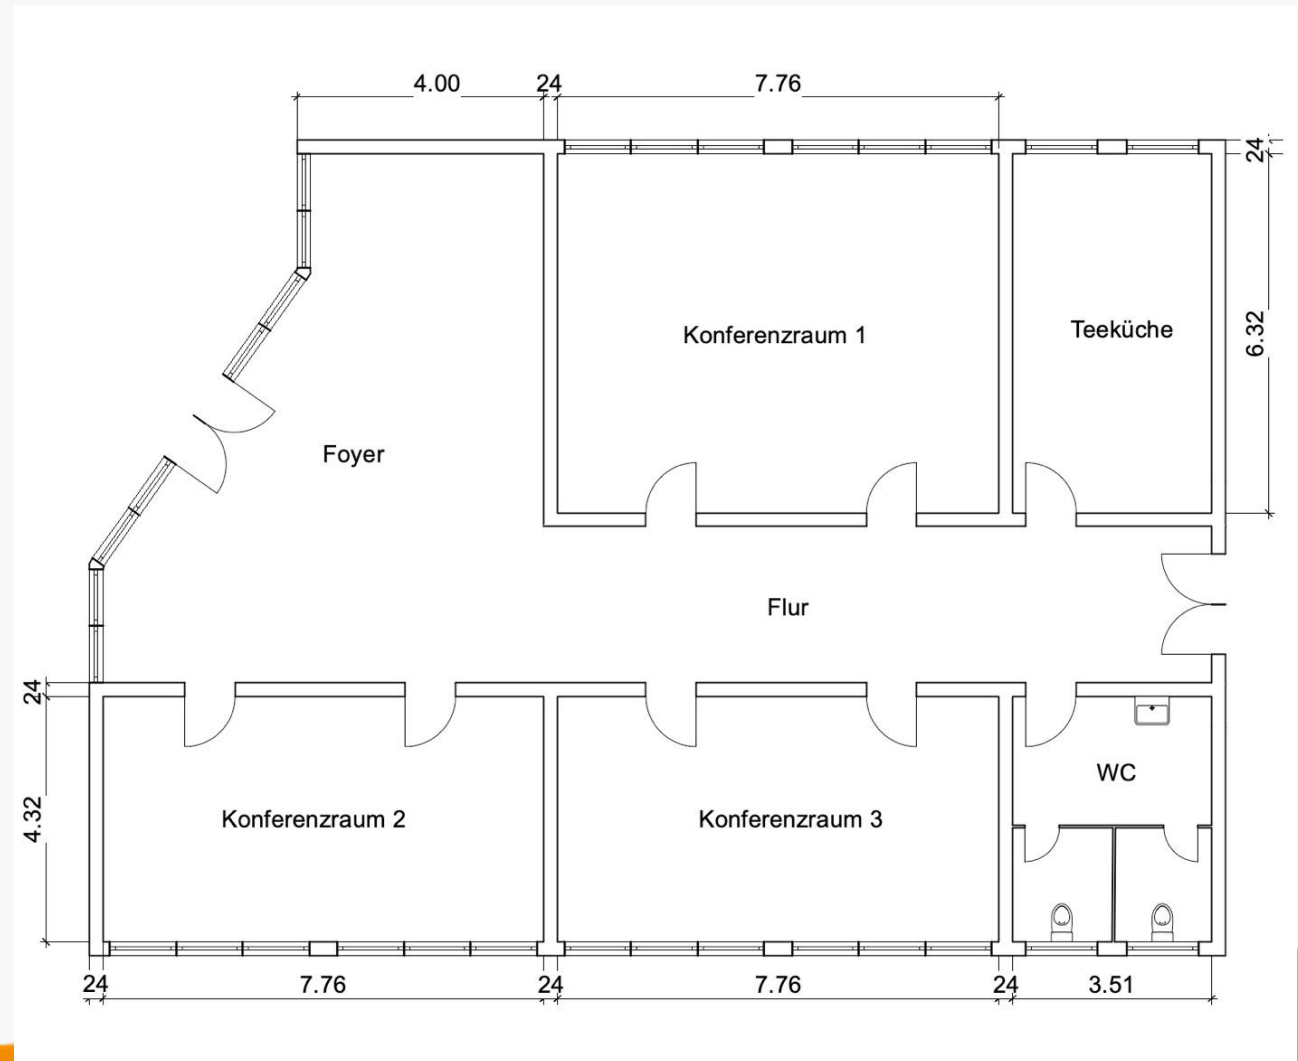 4.00 24 7.76
24
Konferenzraum 1
Teeküche
6.32
Foyer
Flur
24
WC
4.32
Konferenzraum 2
Konferenzraum 3
24 7.76 24 7.76 24 3.51